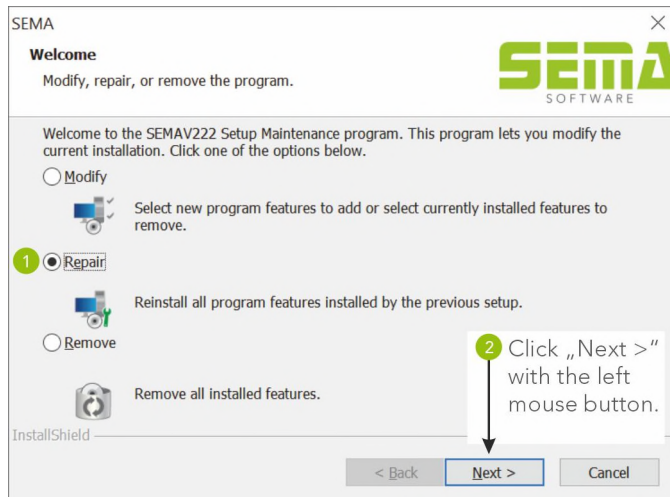 SEMA
Welcome
Modify, repair, or remove the program.
SEMA
SOFTWARE
Welcome to the SEMAV222 Setup Maintenance program. This program lets you modify the
current installation. Click one of the options below.
Modify
Select new program features to add or select currently installed features to
remove.
1
Repair
Reinstall all program features installed by the previous setup.
Remove
Remove all installed features.
2 Click „Next >“
with the left
mouse button.
InstallShield
< Back
Next >
Cancel